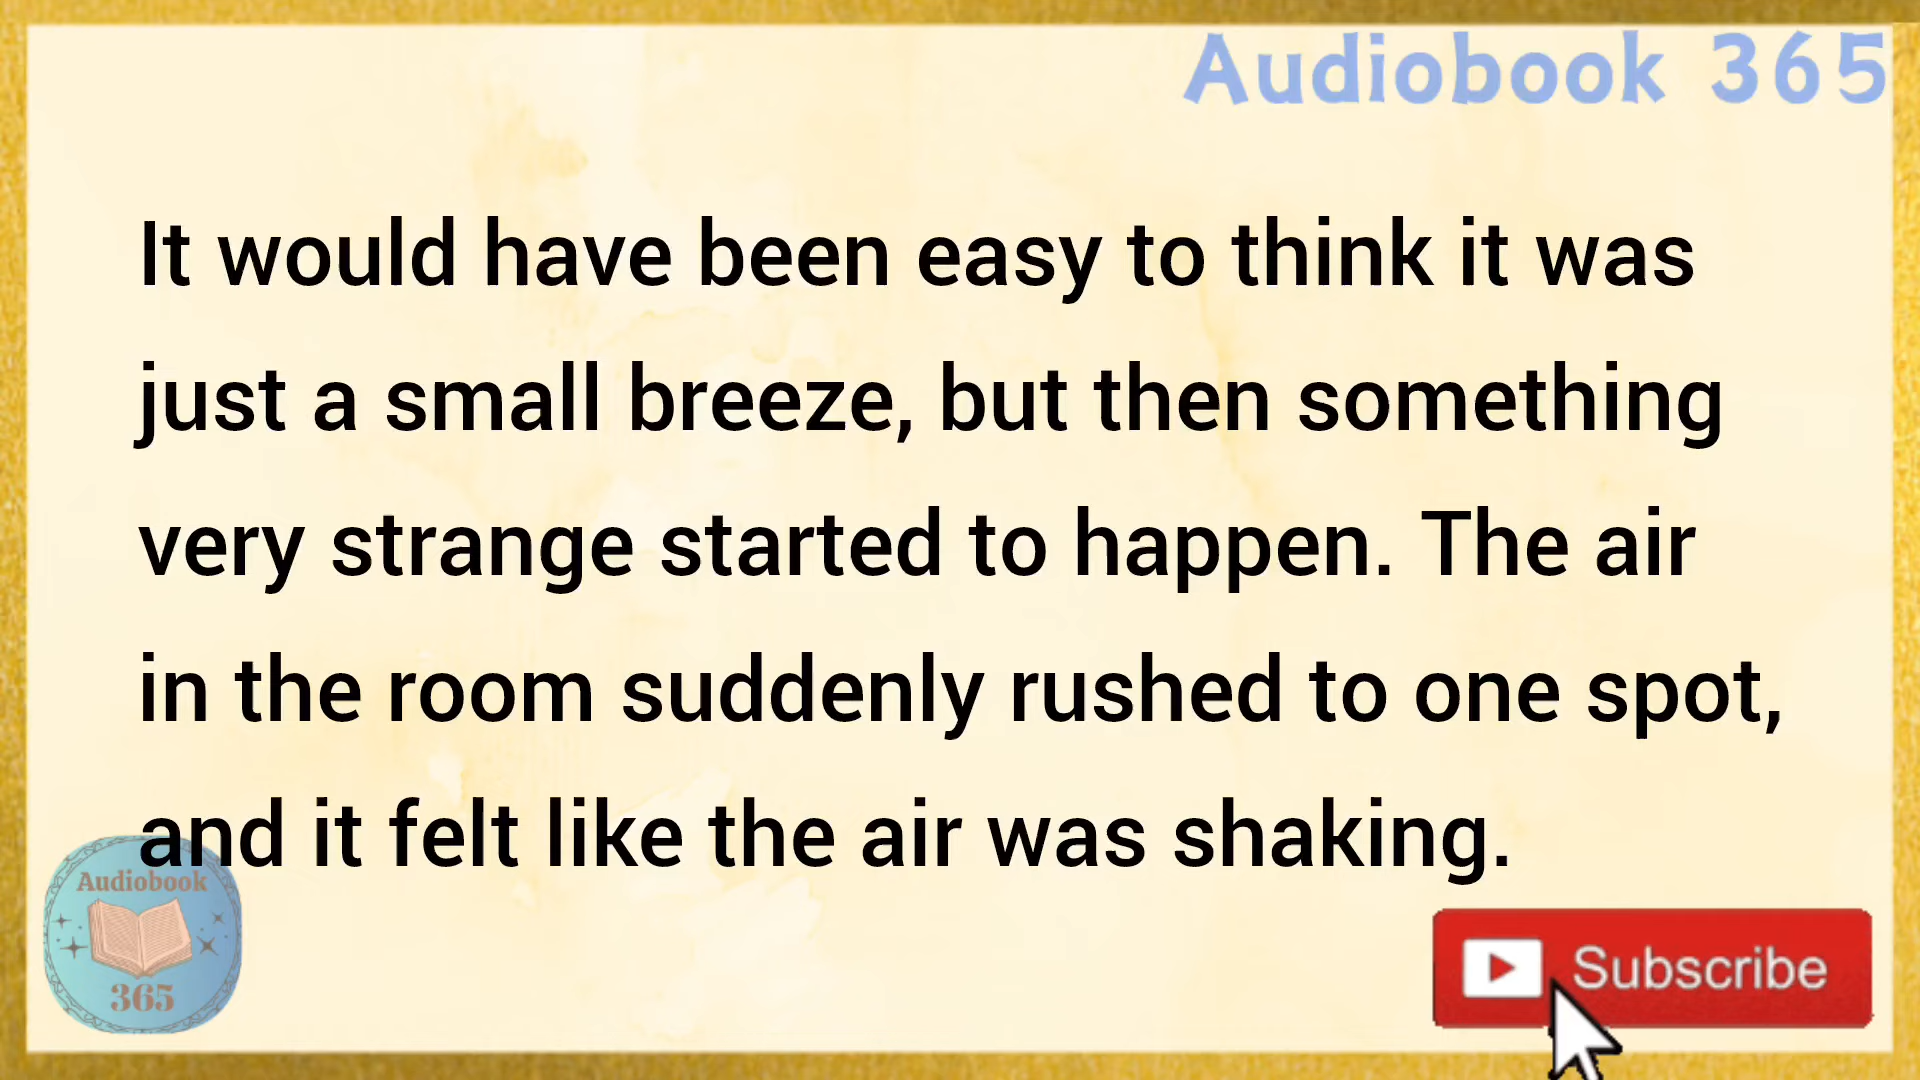 Audiobook 365
It would have been easy to think it was
just a small breeze, but then something
very strange started to happen. The air
in the room suddenly rushed to one spot,
and it felt like the air was shaking.
Audiobook
365
Subscribe